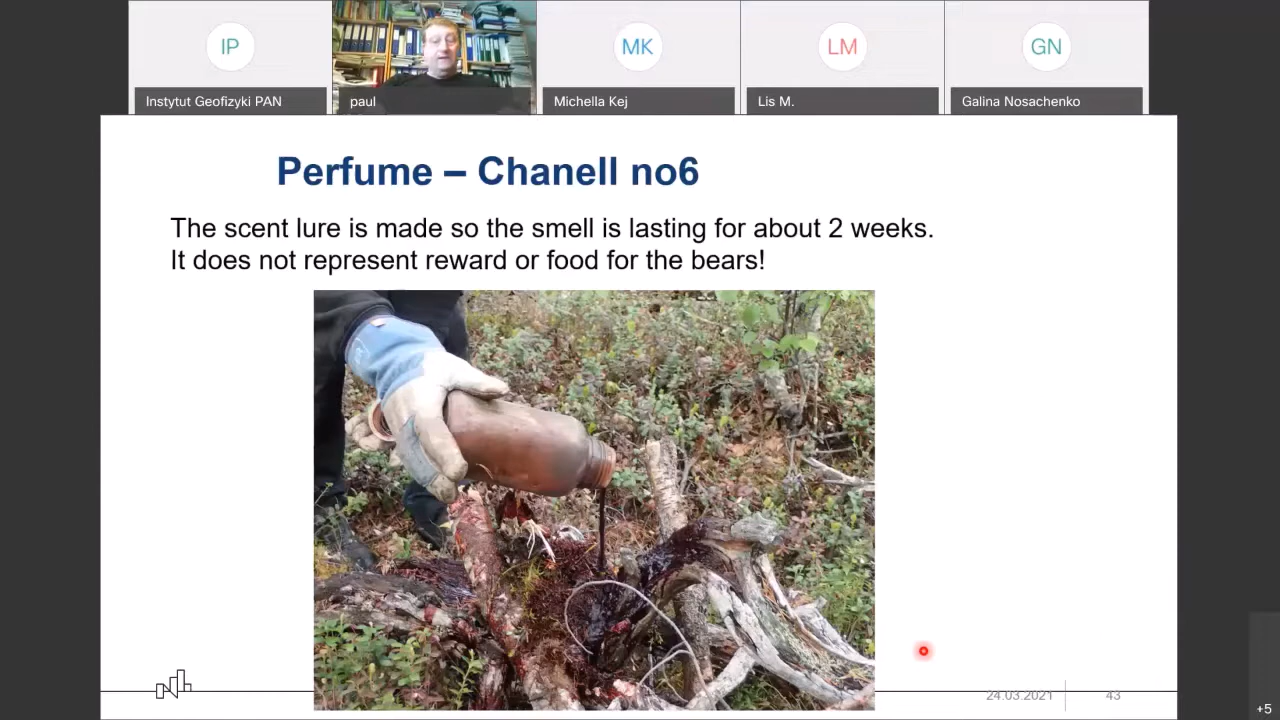 IP
MK
LM
GN
Instytut Geofizyki PAN
paul
Michella Kej
Lis M.
Galina Nosachenko
Perfume – Chanell no6
The scent lure is made so the smell is lasting for about 2 weeks.
It does not represent reward or food for the bears!
24.03.2021
43
+5